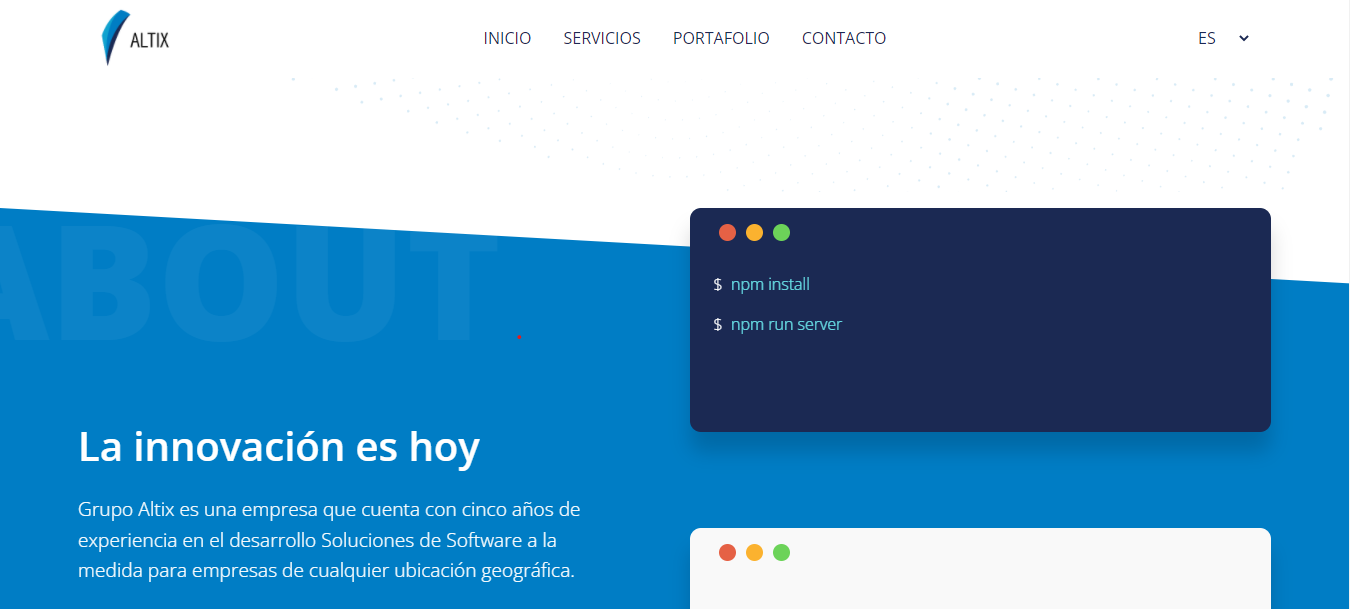 ALTIX
INICIO
SERVICIOS
PORTAFOLIO
CONTACTO
ES
ABOUT
$ npm install
$ npm run server
La innovación es hoy
Grupo Altix es una empresa que cuenta con cinco años de
experiencia en el desarrollo Soluciones de Software a la
medida para empresas de cualquier ubicación geográfica.